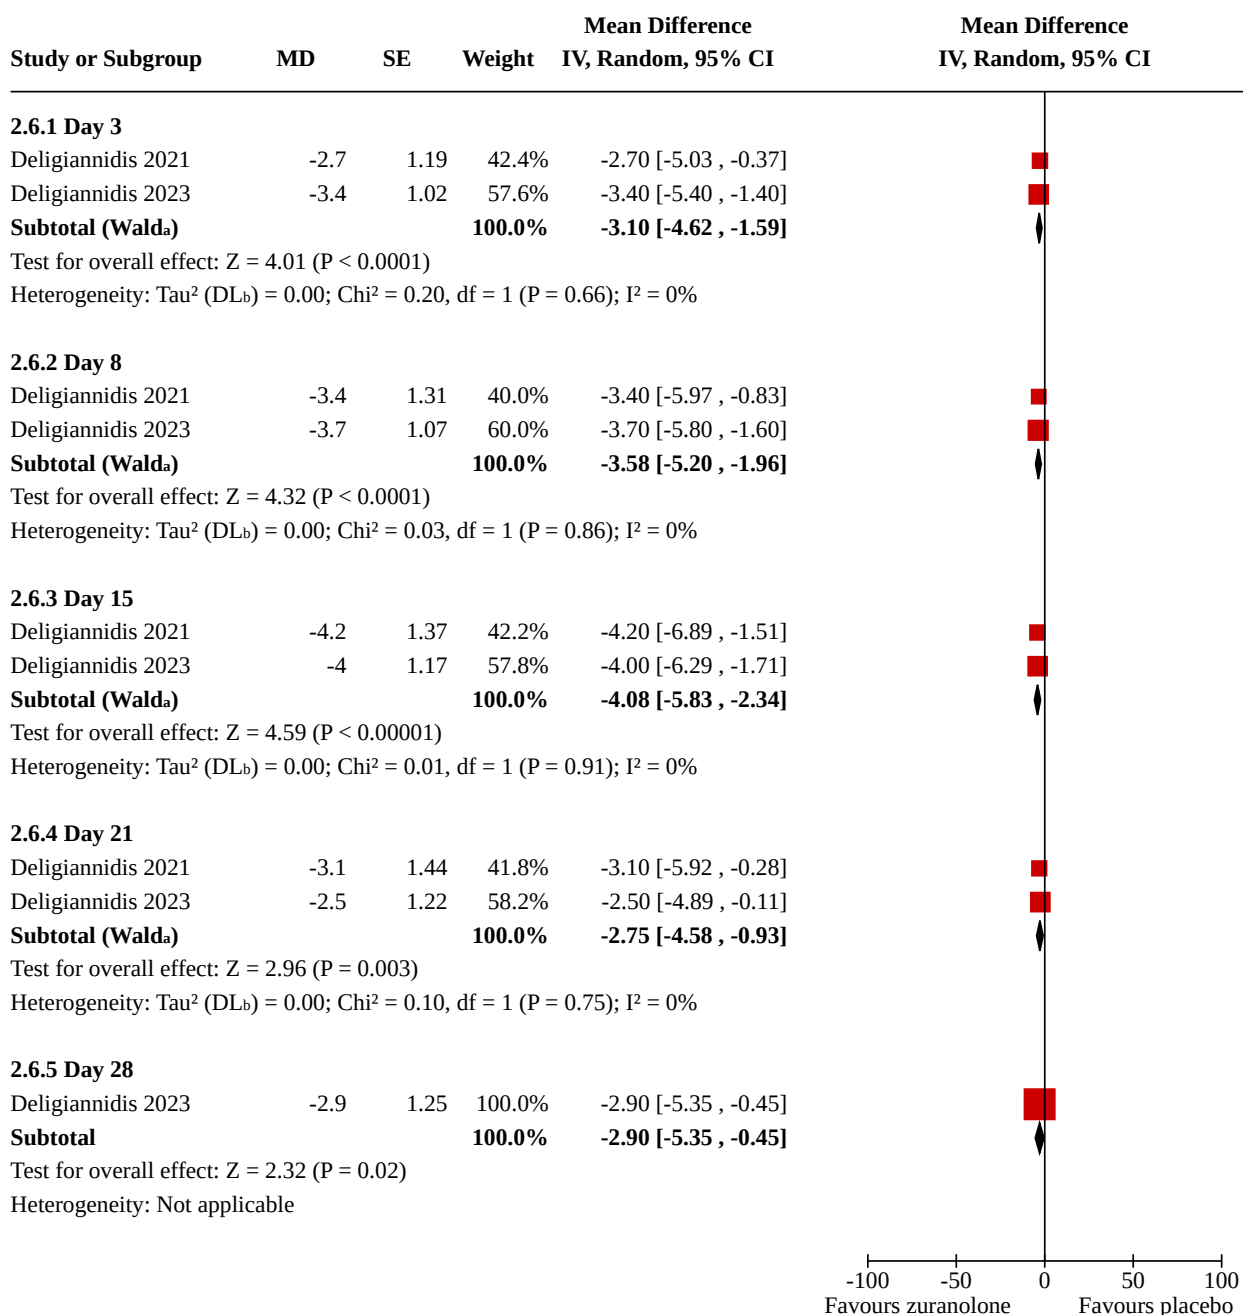 Mean Difference Mean Difference
Study or Subgroup MD SE Weight IV, Random, 95% CI IV, Random, 95% CI
2.6.1 Day 3
Deligiannidis 2021 -2.7 1.19 42.4% -2.70 [-5.03 , -0.37]
Deligiannidis 2023 -3.4 1.02 57.6% -3.40 [-5.40 , -1.40]
Subtotal (Walda) 100.0% -3.10 [-4.62 , -1.59]
Test for overall effect: Z = 4.01 (P < 0.0001)
Heterogeneity: Tau² (DLb) = 0.00; Chi² = 0.20, df = 1 (P = 0.66); I² = 0%
2.6.2 Day 8
Deligiannidis 2021 -3.4 1.31 40.0% -3.40 [-5.97 , -0.83]
Deligiannidis 2023 -3.7 1.07 60.0% -3.70 [-5.80 , -1.60]
Subtotal (Walda) 100.0% -3.58 [-5.20 , -1.96]
Test for overall effect: Z = 4.32 (P < 0.0001)
Heterogeneity: Tau² (DLb) = 0.00; Chi² = 0.03, df = 1 (P = 0.86); I² = 0%
2.6.3 Day 15
Deligiannidis 2021 -4.2 1.37 42.2% -4.20 [-6.89 , -1.51]
Deligiannidis 2023 -4 1.17 57.8% -4.00 [-6.29 , -1.71]
Subtotal (Walda) 100.0% -4.08 [-5.83 , -2.34]
Test for overall effect: Z = 4.59 (P < 0.00001)
Heterogeneity: Tau² (DLb) = 0.00; Chi² = 0.01, df = 1 (P = 0.91); I² = 0%
2.6.4 Day 21
Deligiannidis 2021 -3.1 1.44 41.8% -3.10 [-5.92 , -0.28]
Deligiannidis 2023 -2.5 1.22 58.2% -2.50 [-4.89 , -0.11]
Subtotal (Walda) 100.0% -2.75 [-4.58 , -0.93]
Test for overall effect: Z = 2.96 (P = 0.003)
Heterogeneity: Tau² (DLb) = 0.00; Chi² = 0.10, df = 1 (P = 0.75); I² = 0%
2.6.5 Day 28
Deligiannidis 2023 -2.9 1.25 100.0% -2.90 [-5.35 , -0.45]
Subtotal 100.0% -2.90 [-5.35 , -0.45]
Test for overall effect: Z = 2.32 (P = 0.02)
Heterogeneity: Not applicable
-100 -50 0 50 100
Favours zuranolone Favours placebo